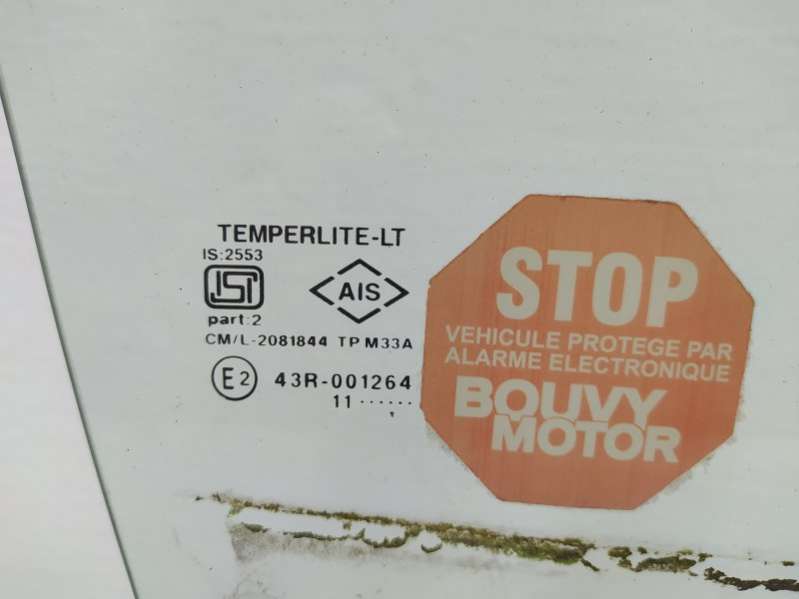 TEMPERLITE-LT
IS:2553
ISI
AIS
part:2
CM/L-2081844 TP M33A
E2 43R-001264
11 ······
STOP
VEHICULE PROTEGE PAR
ALARME ELECTRONIQUE
BOUVY
MOTOR